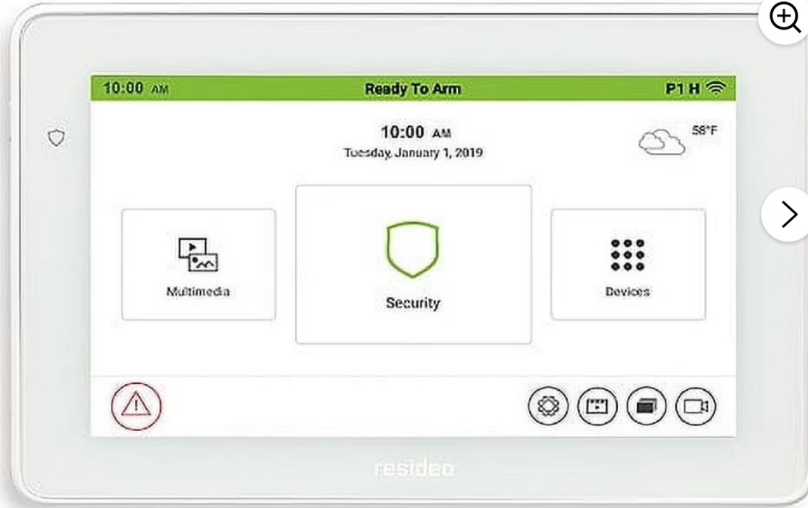 10:00 AM Ready To Arm P1 H
10:00 AM
58°F
Tuesday, January 1, 2019
Multimedia
Security
Devices
resideo